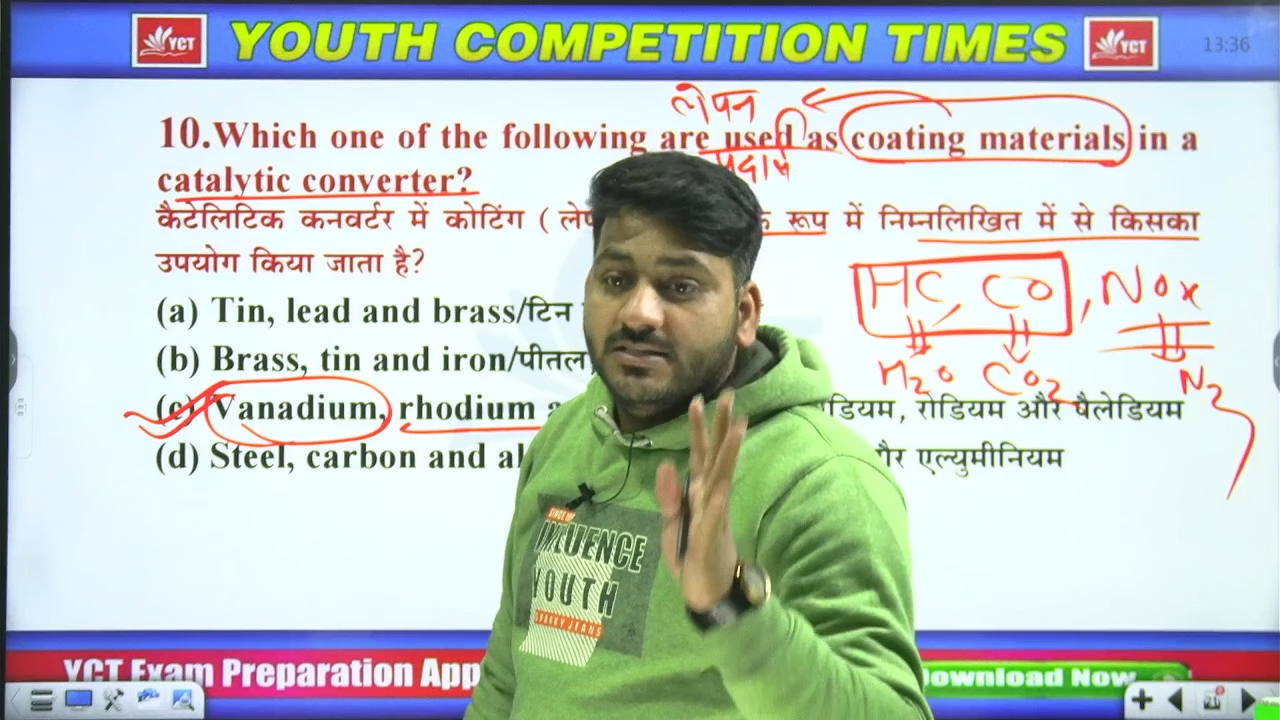 YCT YOUTH COMPETITION TIMES YCT 13:36
लेपन
10.Which one of the following are used as coating materials in a
पदार्थ
catalytic converter?
कैटेलिटिक कनवर्टर में कोटिंग ( रूप में निम्नलिखित में से किसका
उपयोग किया जाता है?
HC, CO, NOx
(a) Tin, lead and brass/टिन
(b) Brass, tin and iron/पीतल
H2O CO2 N2
(c) Vanadium, rhodium रोडियम और पैलेडियम
(d) Steel, carbon and एल्युमीनियम
SINCE
INFLUENCE
YOUTH
JEANS
YCT Exam Preparation App Download Now